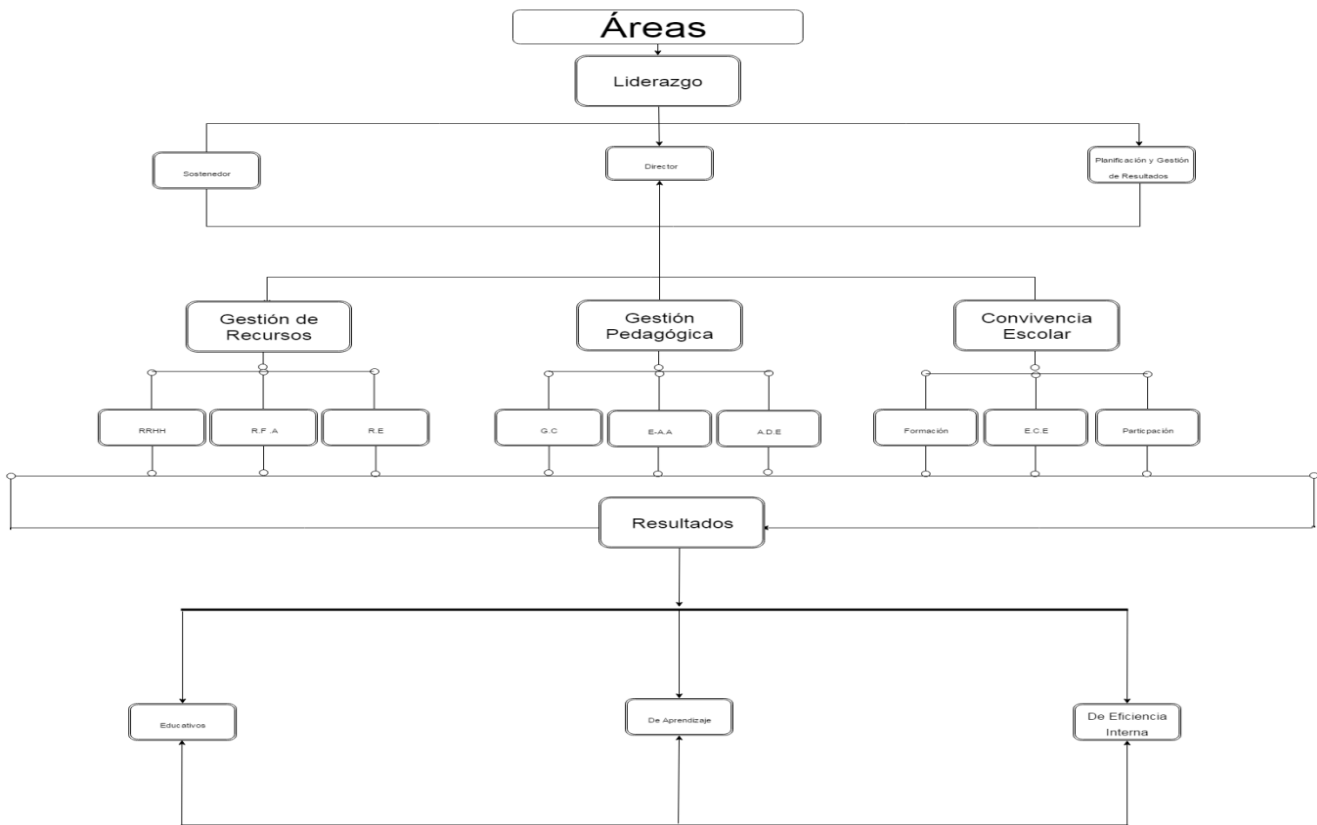 Áreas
Liderazgo
Sostenedor
Director
Planificación y Gestión
de Resultados
Gestión de
Recursos
Gestión
Pedagógica
Convivencia
Escolar
RRHH
R.F .A
R.E
G.C
E-A.A
A.D.E
Formación
E.C.E
Particpación
Resultados
Educativos
De Aprendizaje
De Eficiencia
Interna